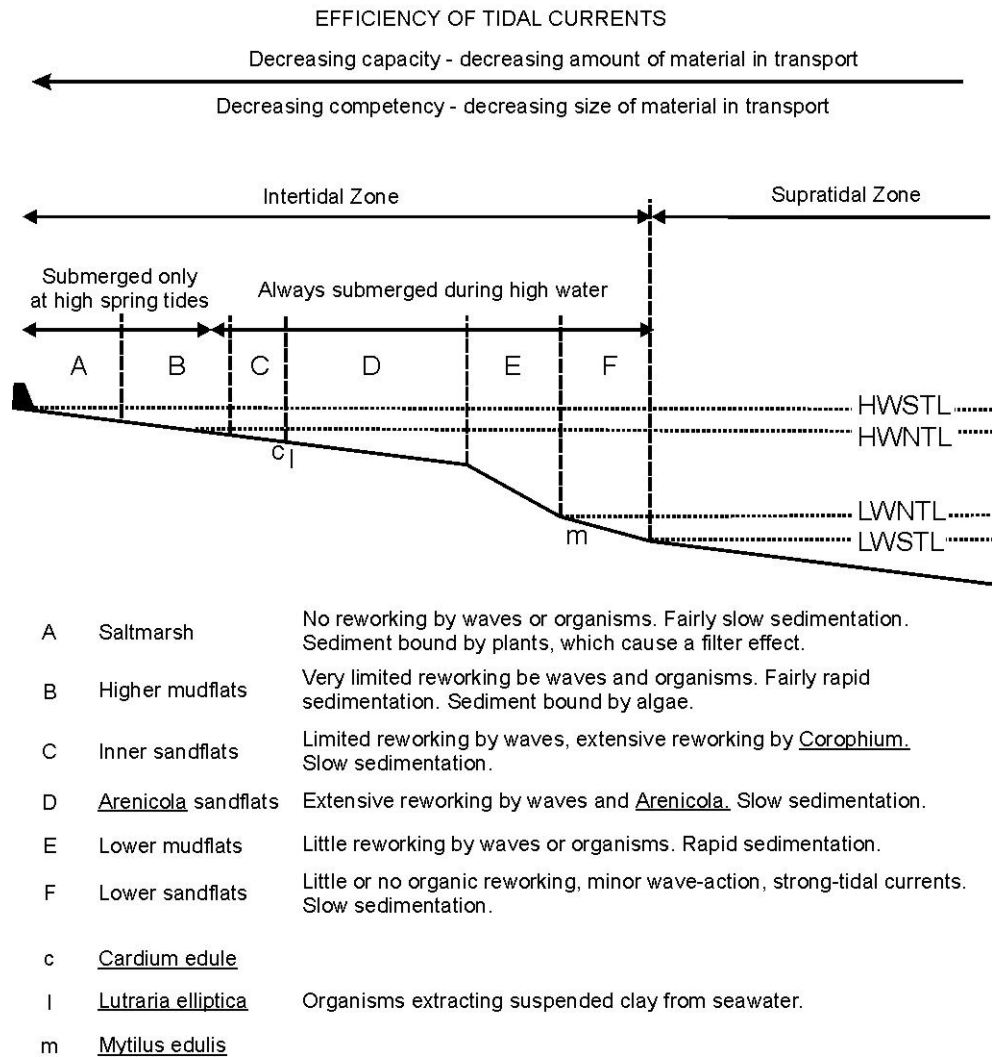 EFFICIENCY OF TIDAL CURRENTS
Decreasing capacity - decreasing amount of material in transport
Decreasing competency - decreasing size of material in transport
Intertidal Zone
Supratidal Zone
Submerged only
at high spring tides
Always submerged during high water
A
B
C
D
E
F
HWSTL
HWNTL
c
l
LWNTL
m
LWSTL
A Saltmarsh No reworking by waves or organisms. Fairly slow sedimentation.
Sediment bound by plants, which cause a filter effect.
B Higher mudflats Very limited reworking be waves and organisms. Fairly rapid
sedimentation. Sediment bound by algae.
C Inner sandflats Limited reworking by waves, extensive reworking by Corophium.
Slow sedimentation.
D Arenicola sandflats Extensive reworking by waves and Arenicola. Slow sedimentation.
E Lower mudflats Little reworking by waves or organisms. Rapid sedimentation.
F Lower sandflats Little or no organic reworking, minor wave-action, strong-tidal currents.
Slow sedimentation.
c Cardium edule
l Lutraria elliptica Organisms extracting suspended clay from seawater.
m Mytilus edulis